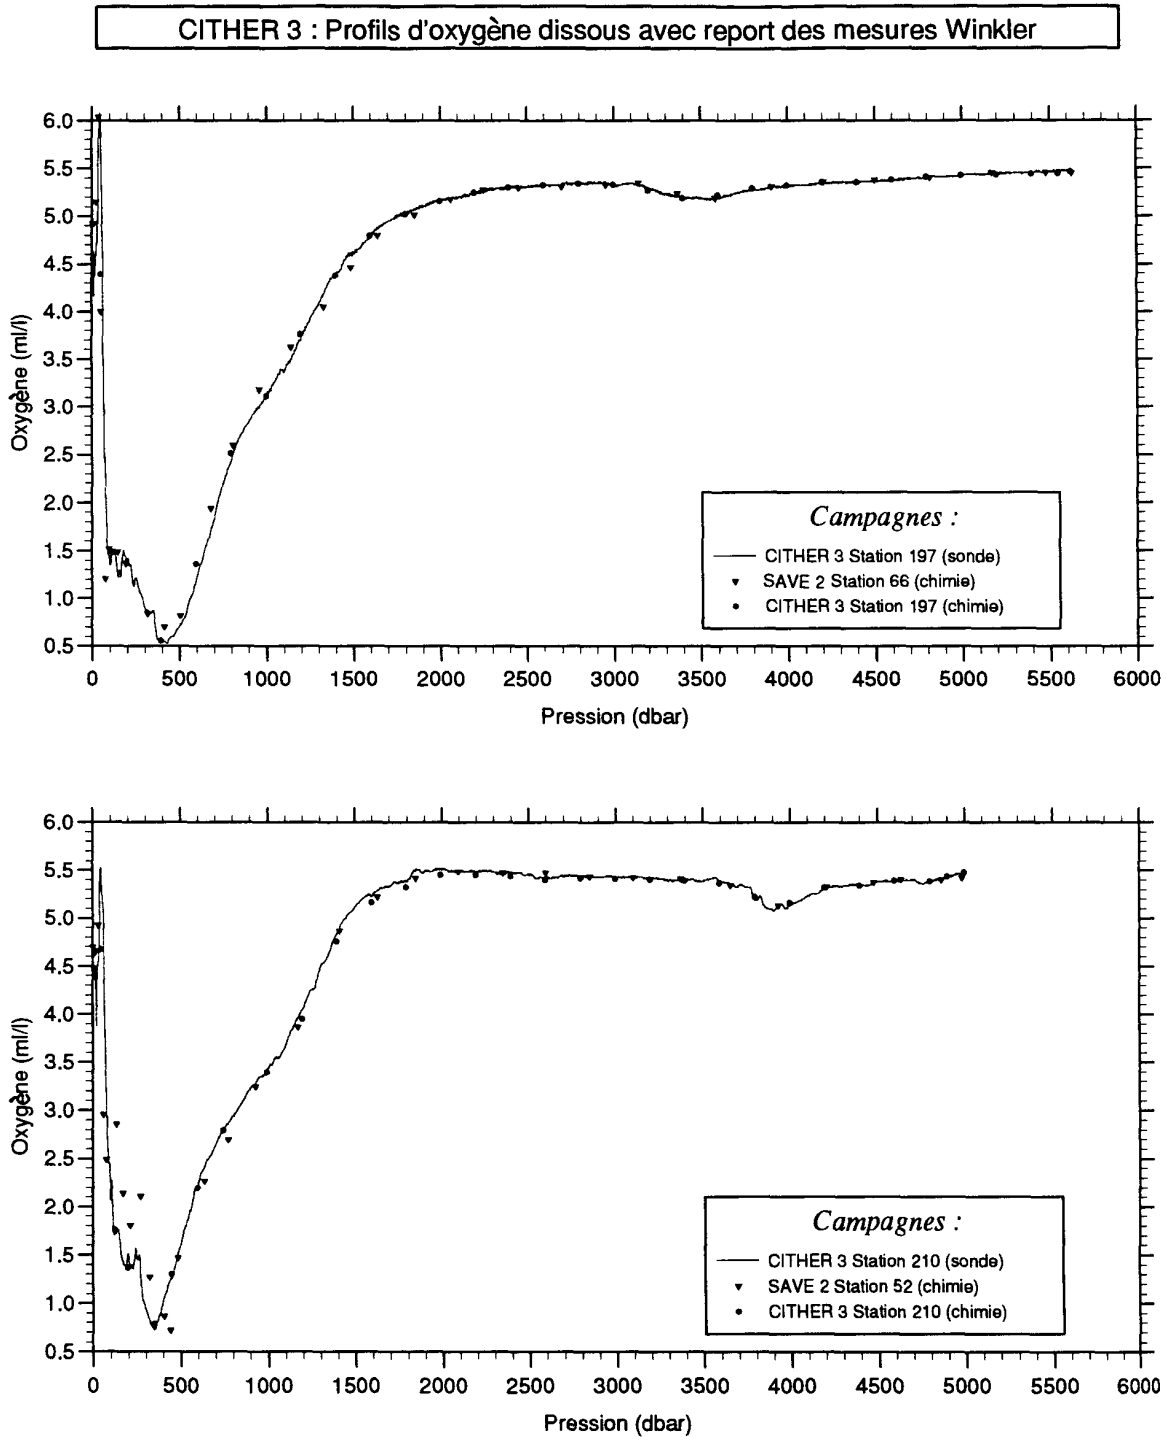 CITHER 3 : Profils d'oxygène dissous avec report des mesures Winkler
6.0
5.5
5.0
4.5
4.0
3.5
3.0
2.5
2.0
1.5
1.0
0.5
Oxygène (ml/l)
Campagnes :
CITHER 3 Station 197 (sonde)
SAVE 2 Station 66 (chimie)
CITHER 3 Station 197 (chimie)
0 500 1000 1500 2000 2500 3000 3500 4000 4500 5000 5500 6000
Pression (dbar)
6.0
5.5
5.0
4.5
4.0
3.5
3.0
2.5
2.0
1.5
1.0
0.5
Oxygène (ml/l)
Campagnes :
CITHER 3 Station 210 (sonde)
SAVE 2 Station 52 (chimie)
CITHER 3 Station 210 (chimie)
0 500 1000 1500 2000 2500 3000 3500 4000 4500 5000 5500 6000
Pression (dbar)